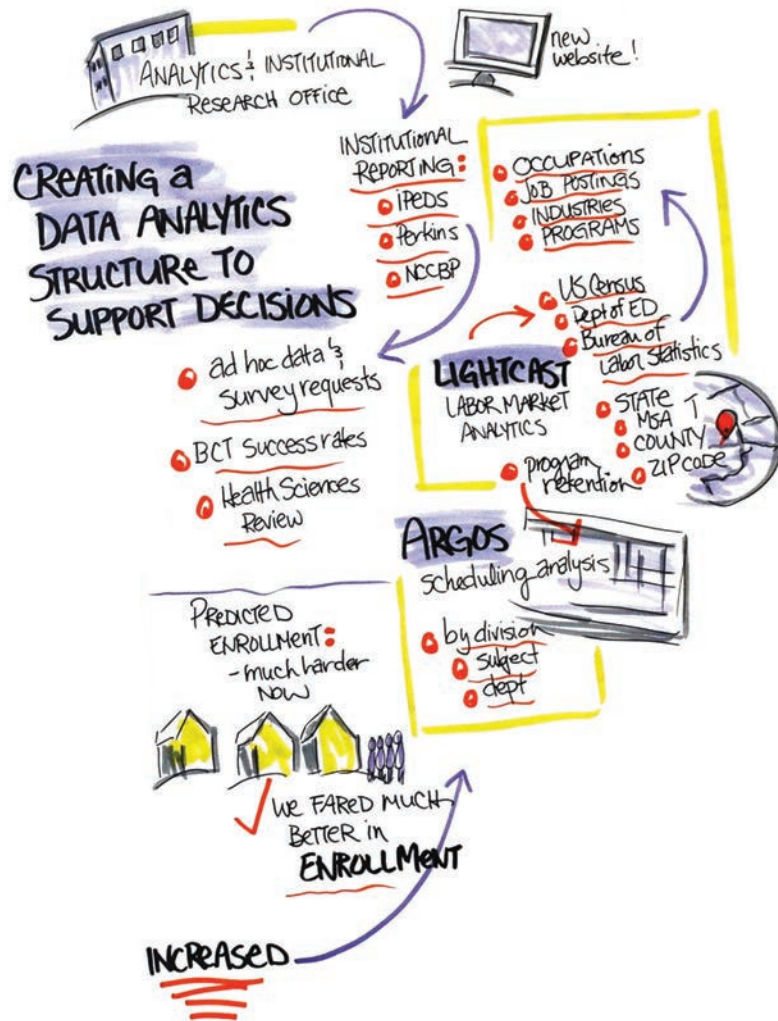 ANALYTICS & INSTITUTIONAL
RESEARCH OFFICE
new
website!
CREATING a
DATA ANALYTICS
STRUCTURE TO
SUPPORT DECISIONS
INSTITUTIONAL
REPORTING:
iPEDS
Perkins
NCCBP
OCCUPATIONS
JOB POSTINGS
INDUSTRIES
PROGRAMS
US Census
Dept of ED
Bureau of
Labor Statistics
LIGHTCAST
LABOR MARKET
ANALYTICS
STATE
MSA
COUNTY
ZIP CODE
program
retention
ad hoc data &
survey requests
BCT SUCCESS rates
Health Sciences
Review
ARGOS
scheduling analysis
by division
subject
dept
PREDICTED
ENROLLMENT:
- much harder
NOW
WE FARED MUCH
BETTER in
ENROLLMENT
INCREASED